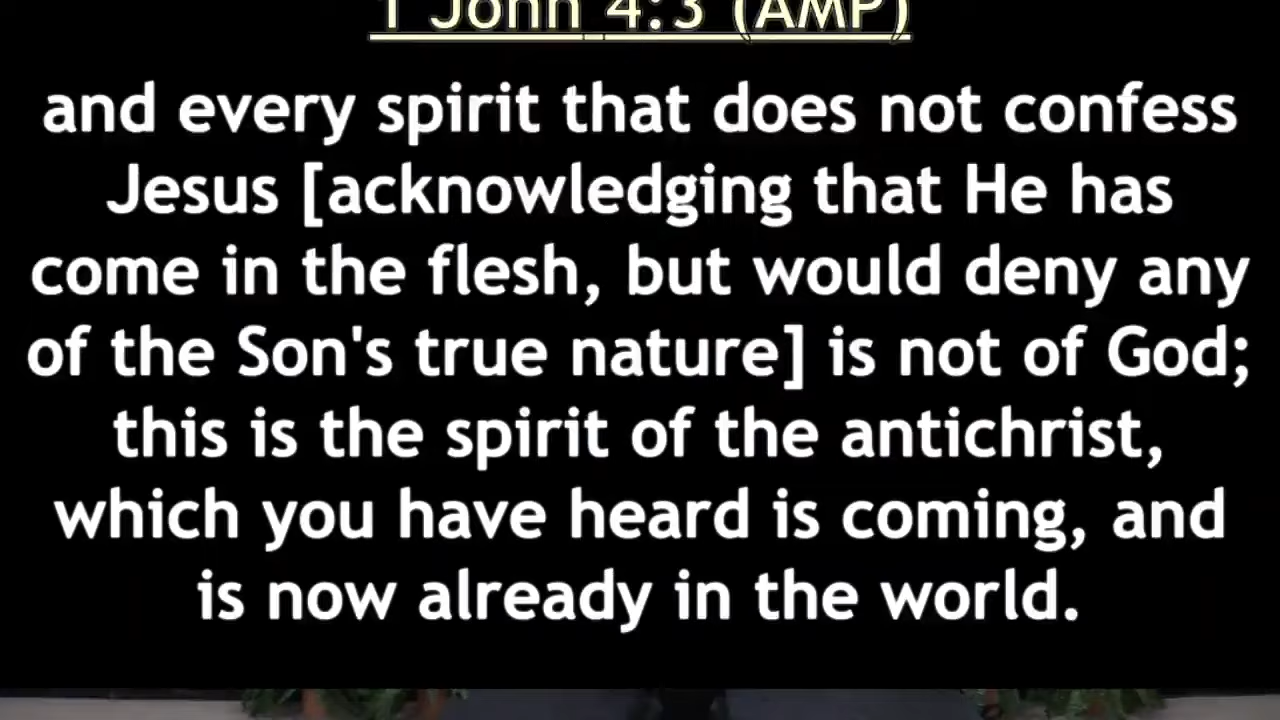 1 John 4:3 (AMP)
and every spirit that does not confess
Jesus [acknowledging that He has
come in the flesh, but would deny any
of the Son's true nature] is not of God;
this is the spirit of the antichrist,
which you have heard is coming, and
is now already in the world.